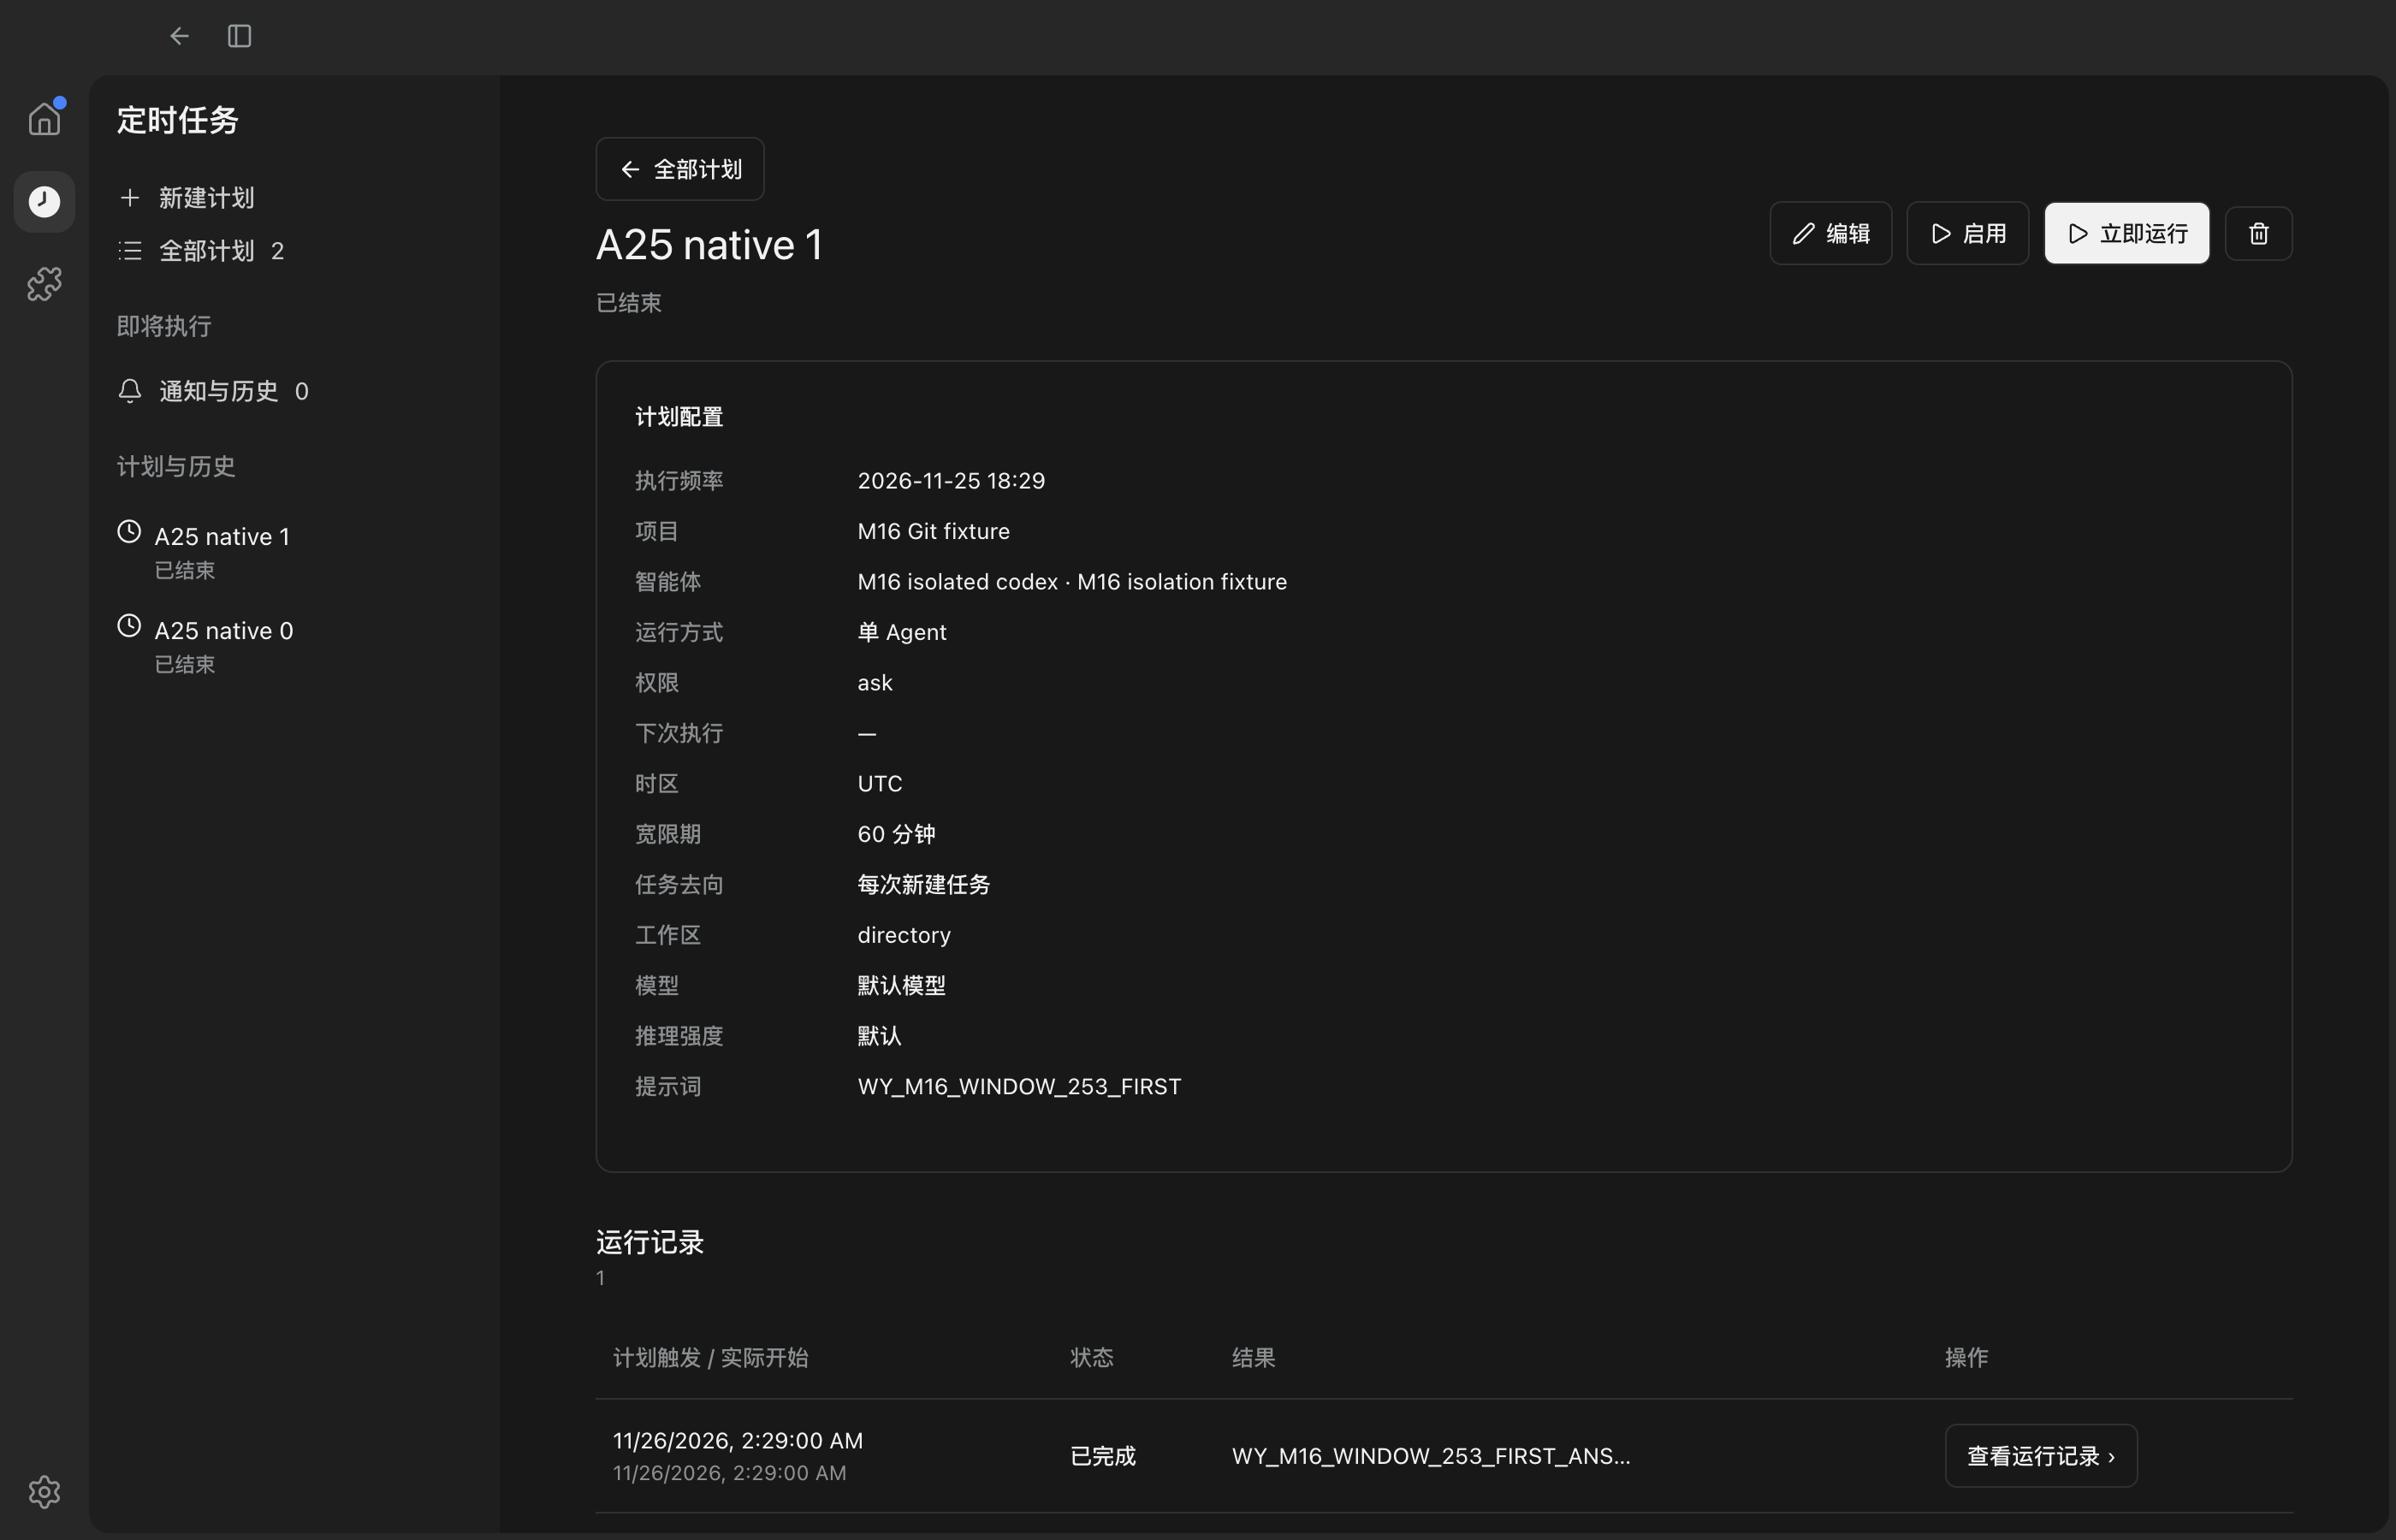 定时任务
新建计划
全部计划 2
即将执行
通知与历史 0
计划与历史
A25 native 1
已结束
A25 native 0
已结束
全部计划
A25 native 1
已结束
编辑
启用
立即运行
计划配置
执行频率 2026-11-25 18:29
项目 M16 Git fixture
智能体 M16 isolated codex · M16 isolation fixture
运行方式 单 Agent
权限 ask
下次执行 —
时区 UTC
宽限期 60 分钟
任务去向 每次新建任务
工作区 directory
模型 默认模型
推理强度 默认
提示词 WY_M16_WINDOW_253_FIRST
运行记录
1
计划触发 / 实际开始 状态 结果 操作
11/26/2026, 2:29:00 AM
11/26/2026, 2:29:00 AM
已完成
WY_M16_WINDOW_253_FIRST_ANS...
查看运行记录 ›